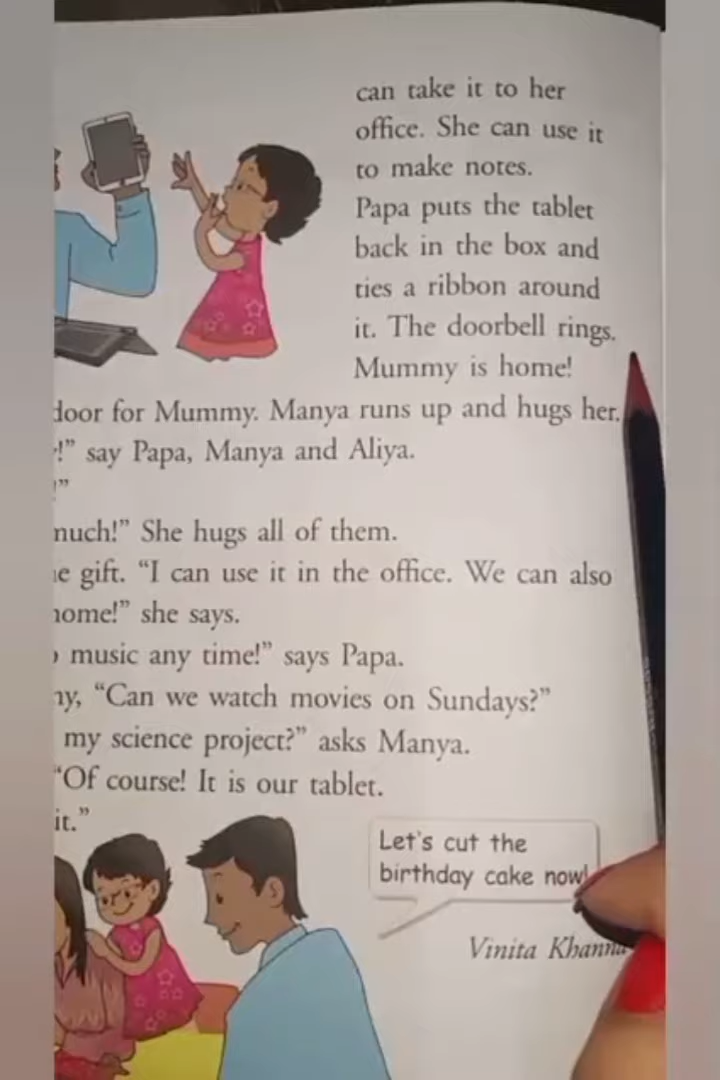 can take it to her
office. She can use it
to make notes.
Papa puts the tablet
back in the box and
ties a ribbon around
it. The doorbell rings.
Mummy is home!
door for Mummy. Manya runs up and hugs her.
!” say Papa, Manya and Aliya.
!”
much!” She hugs all of them.
gift. “I can use it in the office. We can also
home!” she says.
music any time!” says Papa.
“Can we watch movies on Sundays?”
my science project?” asks Manya.
“Of course! It is our tablet.
it.”
Let's cut the
birthday cake now!
Vinita Khanna